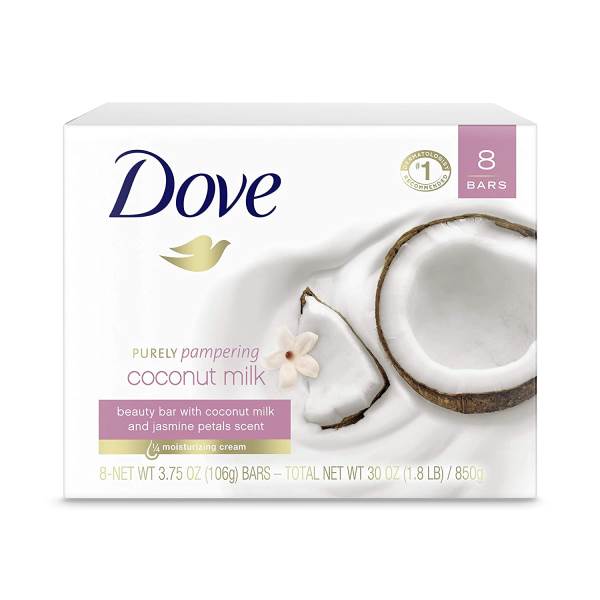 Dove
DERMATOLOGIST
#1
RECOMMENDED
8
BARS
PURELY pampering
coconut milk
beauty bar with coconut milk
and jasmine petals scent
¼ moisturizing cream
8-NET WT 3.75 OZ (106g) BARS – TOTAL NET WT 30 OZ (1.8 LB) / 850g